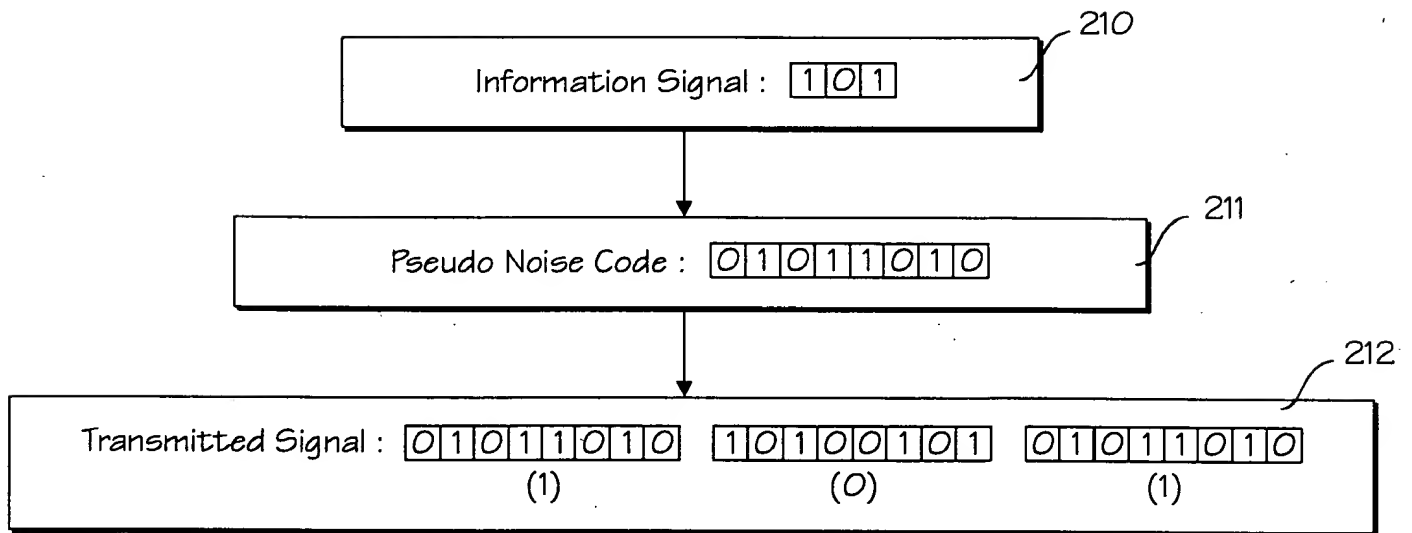 210
Information Signal : 1 0 1
211
Pseudo Noise Code : 0 1 0 1 1 0 1 0
212
Transmitted Signal : 0 1 0 1 1 0 1 0 1 0 1 0 0 1 0 1 0 1 0 1 1 0 1 0
(1) (0) (1)